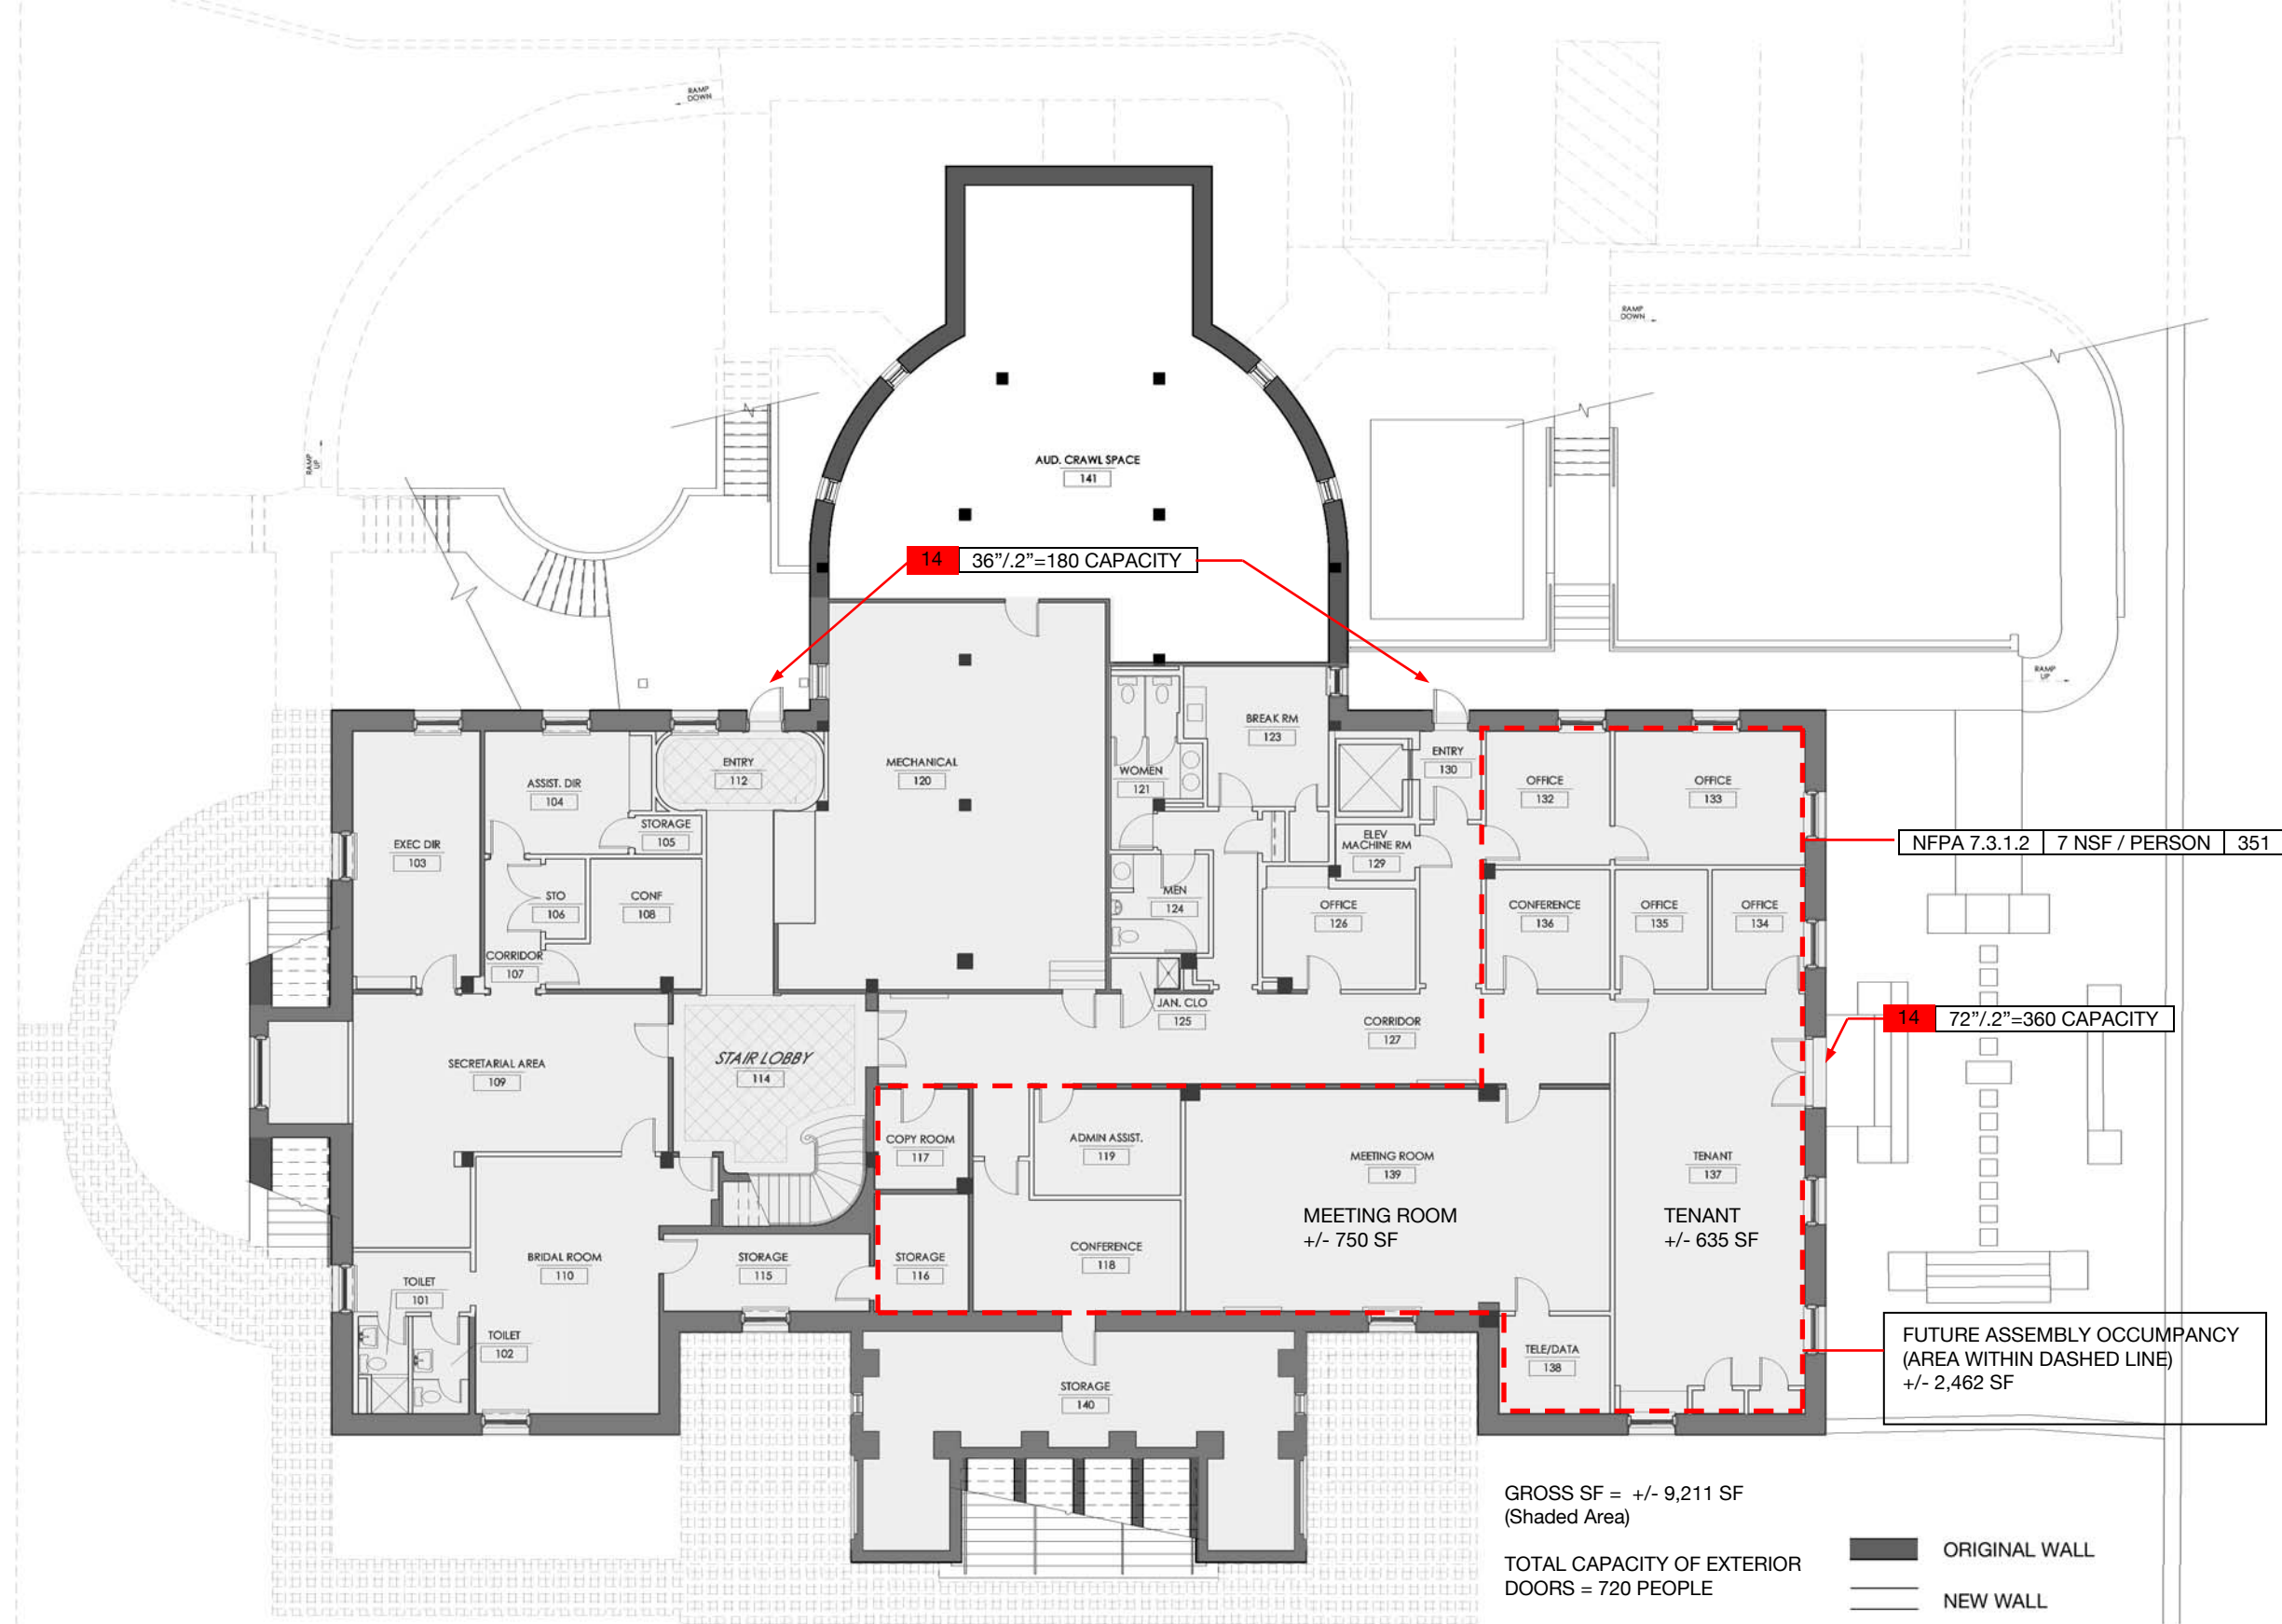 RAMP
DOWN
RAMP
DOWN
RAMP
UP
AUD. CRAWL SPACE
141
14 36”/.2”=180 CAPACITY
RAMP
UP
ENTRY
112
MECHANICAL
120
BREAK RM
123
WOMEN
121
ENTRY
130
ASSIST. DIR
104
OFFICE
132
OFFICE
133
STORAGE
105
EXEC DIR
103
ELEV
MACHINE RM
129
NFPA 7.3.1.2 7 NSF / PERSON 351
STO
106
CONF
108
MEN
124
OFFICE
126
CONFERENCE
136
OFFICE
135
OFFICE
134
CORRIDOR
107
JAN. CLO
125
CORRIDOR
127
14 72”/.2”=360 CAPACITY
SECRETARIAL AREA
109
STAIR LOBBY
114
COPY ROOM
117
ADMIN ASSIST.
119
MEETING ROOM
139
TENANT
137
MEETING ROOM
+/- 750 SF
TENANT
+/- 635 SF
BRIDAL ROOM
110
STORAGE
115
STORAGE
116
CONFERENCE
118
TOILET
101
TOILET
102
TELE/DATA
138
FUTURE ASSEMBLY OCCUMPANCY
(AREA WITHIN DASHED LINE)
+/- 2,462 SF
STORAGE
140
GROSS SF = +/- 9,211 SF
(Shaded Area)
TOTAL CAPACITY OF EXTERIOR
DOORS = 720 PEOPLE
ORIGINAL WALL
NEW WALL